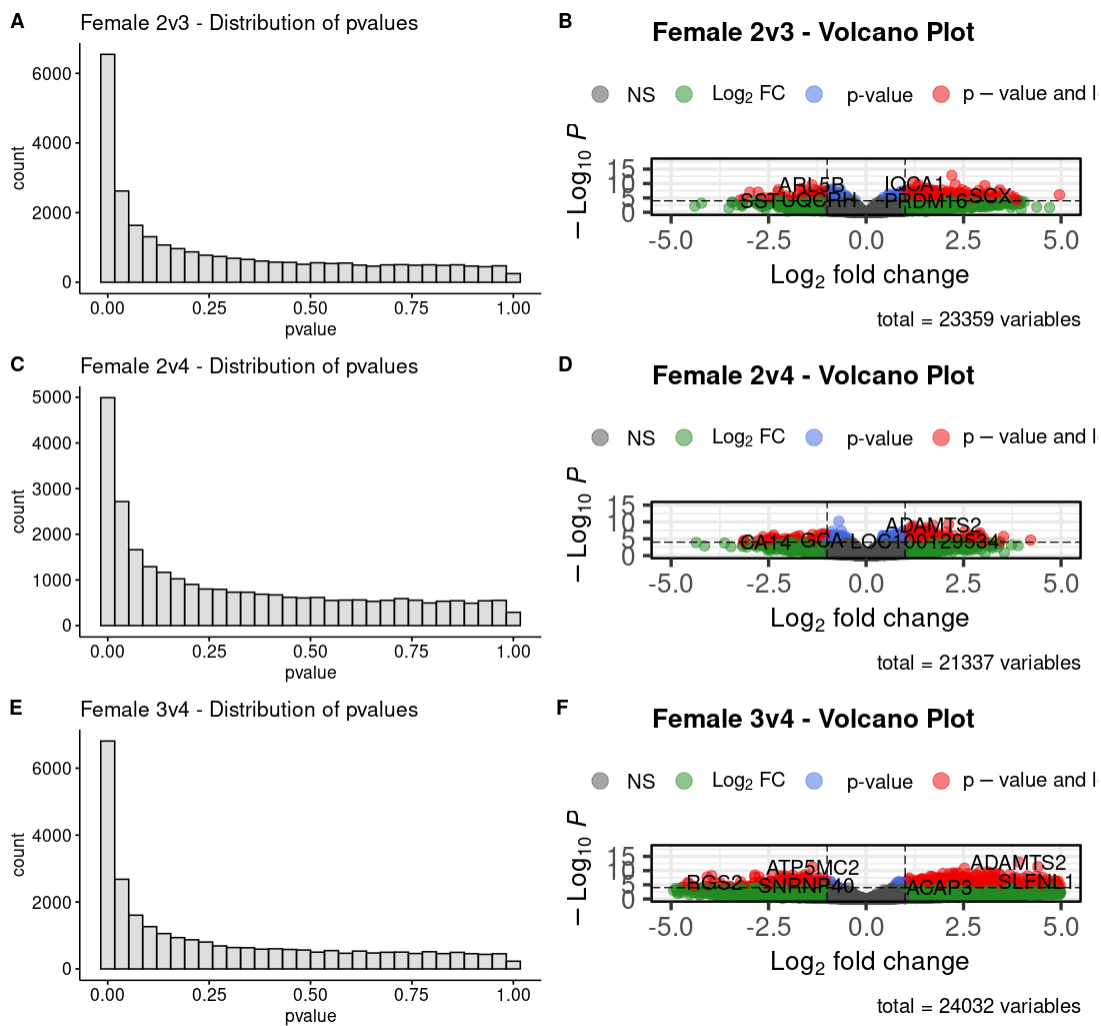 A
Female 2v3 - Distribution of pvalues
6000
4000
2000
0
count
0.00 0.25 0.50 0.75 1.00
pvalue
B
Female 2v3 - Volcano Plot
NS Log₂ FC p-value p − value and l
− Log₁₀ P
15
10
5
0
IQCA1
SCX
PRDM16
-5.0 -2.5 0.0 2.5 5.0
Log₂ fold change
total = 23359 variables
C
Female 2v4 - Distribution of pvalues
5000
4000
3000
2000
1000
0
count
0.00 0.25 0.50 0.75 1.00
pvalue
D
Female 2v4 - Volcano Plot
NS Log₂ FC p-value p − value and l
− Log₁₀ P
15
10
5
0
ADAMTS2
CA14 GCA LOC100129534
-5.0 -2.5 0.0 2.5 5.0
Log₂ fold change
total = 21337 variables
E
Female 3v4 - Distribution of pvalues
6000
4000
2000
0
count
0.00 0.25 0.50 0.75 1.00
pvalue
F
Female 3v4 - Volcano Plot
NS Log₂ FC p-value p − value and l
− Log₁₀ P
15
10
5
0
ATP5MC2 ADAMTS2
RGS2 SNRNP40 ACAP3 SLFNL1
-5.0 -2.5 0.0 2.5 5.0
Log₂ fold change
total = 24032 variables